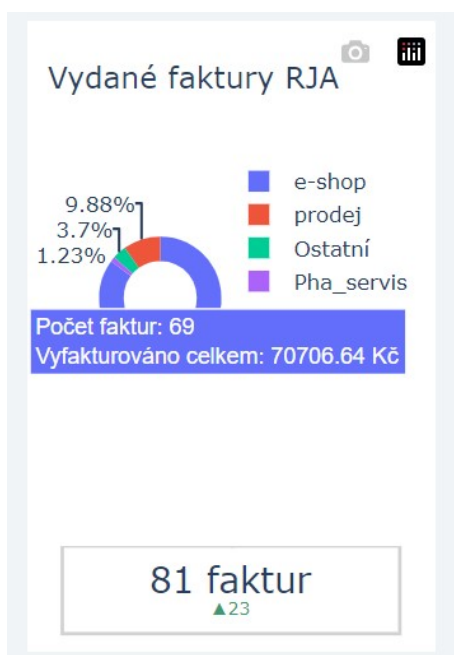 Vydané faktury RJA
e-shop
prodej
Ostatní
Pha_servis
9.88%
3.7%
1.23%
Počet faktur: 69
Vyfakturováno celkem: 70706.64 Kč
81 faktur
▲23